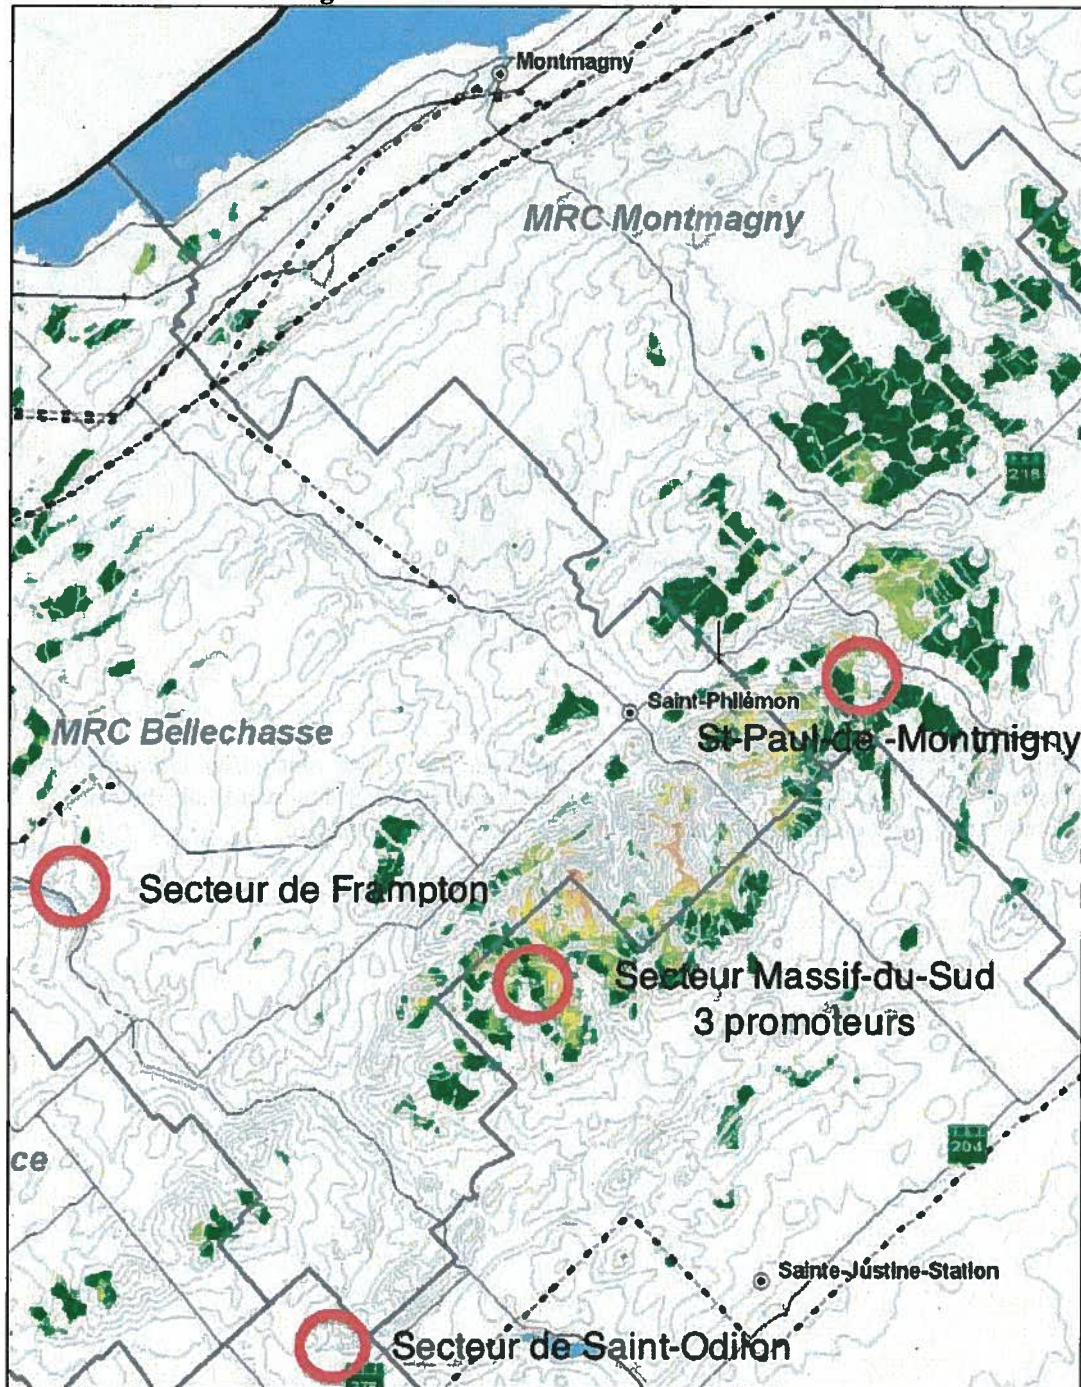 Montmagny
MRC Montmagny
218
Saint-Philémon
St-Paul-de -Montmigny
MRC Bellechasse
Secteur de Frampton
Secteur Massif-du-Sud
3 promoteurs
204
ce
Sainte-Justine-Station
Secteur de Saint-Odilon